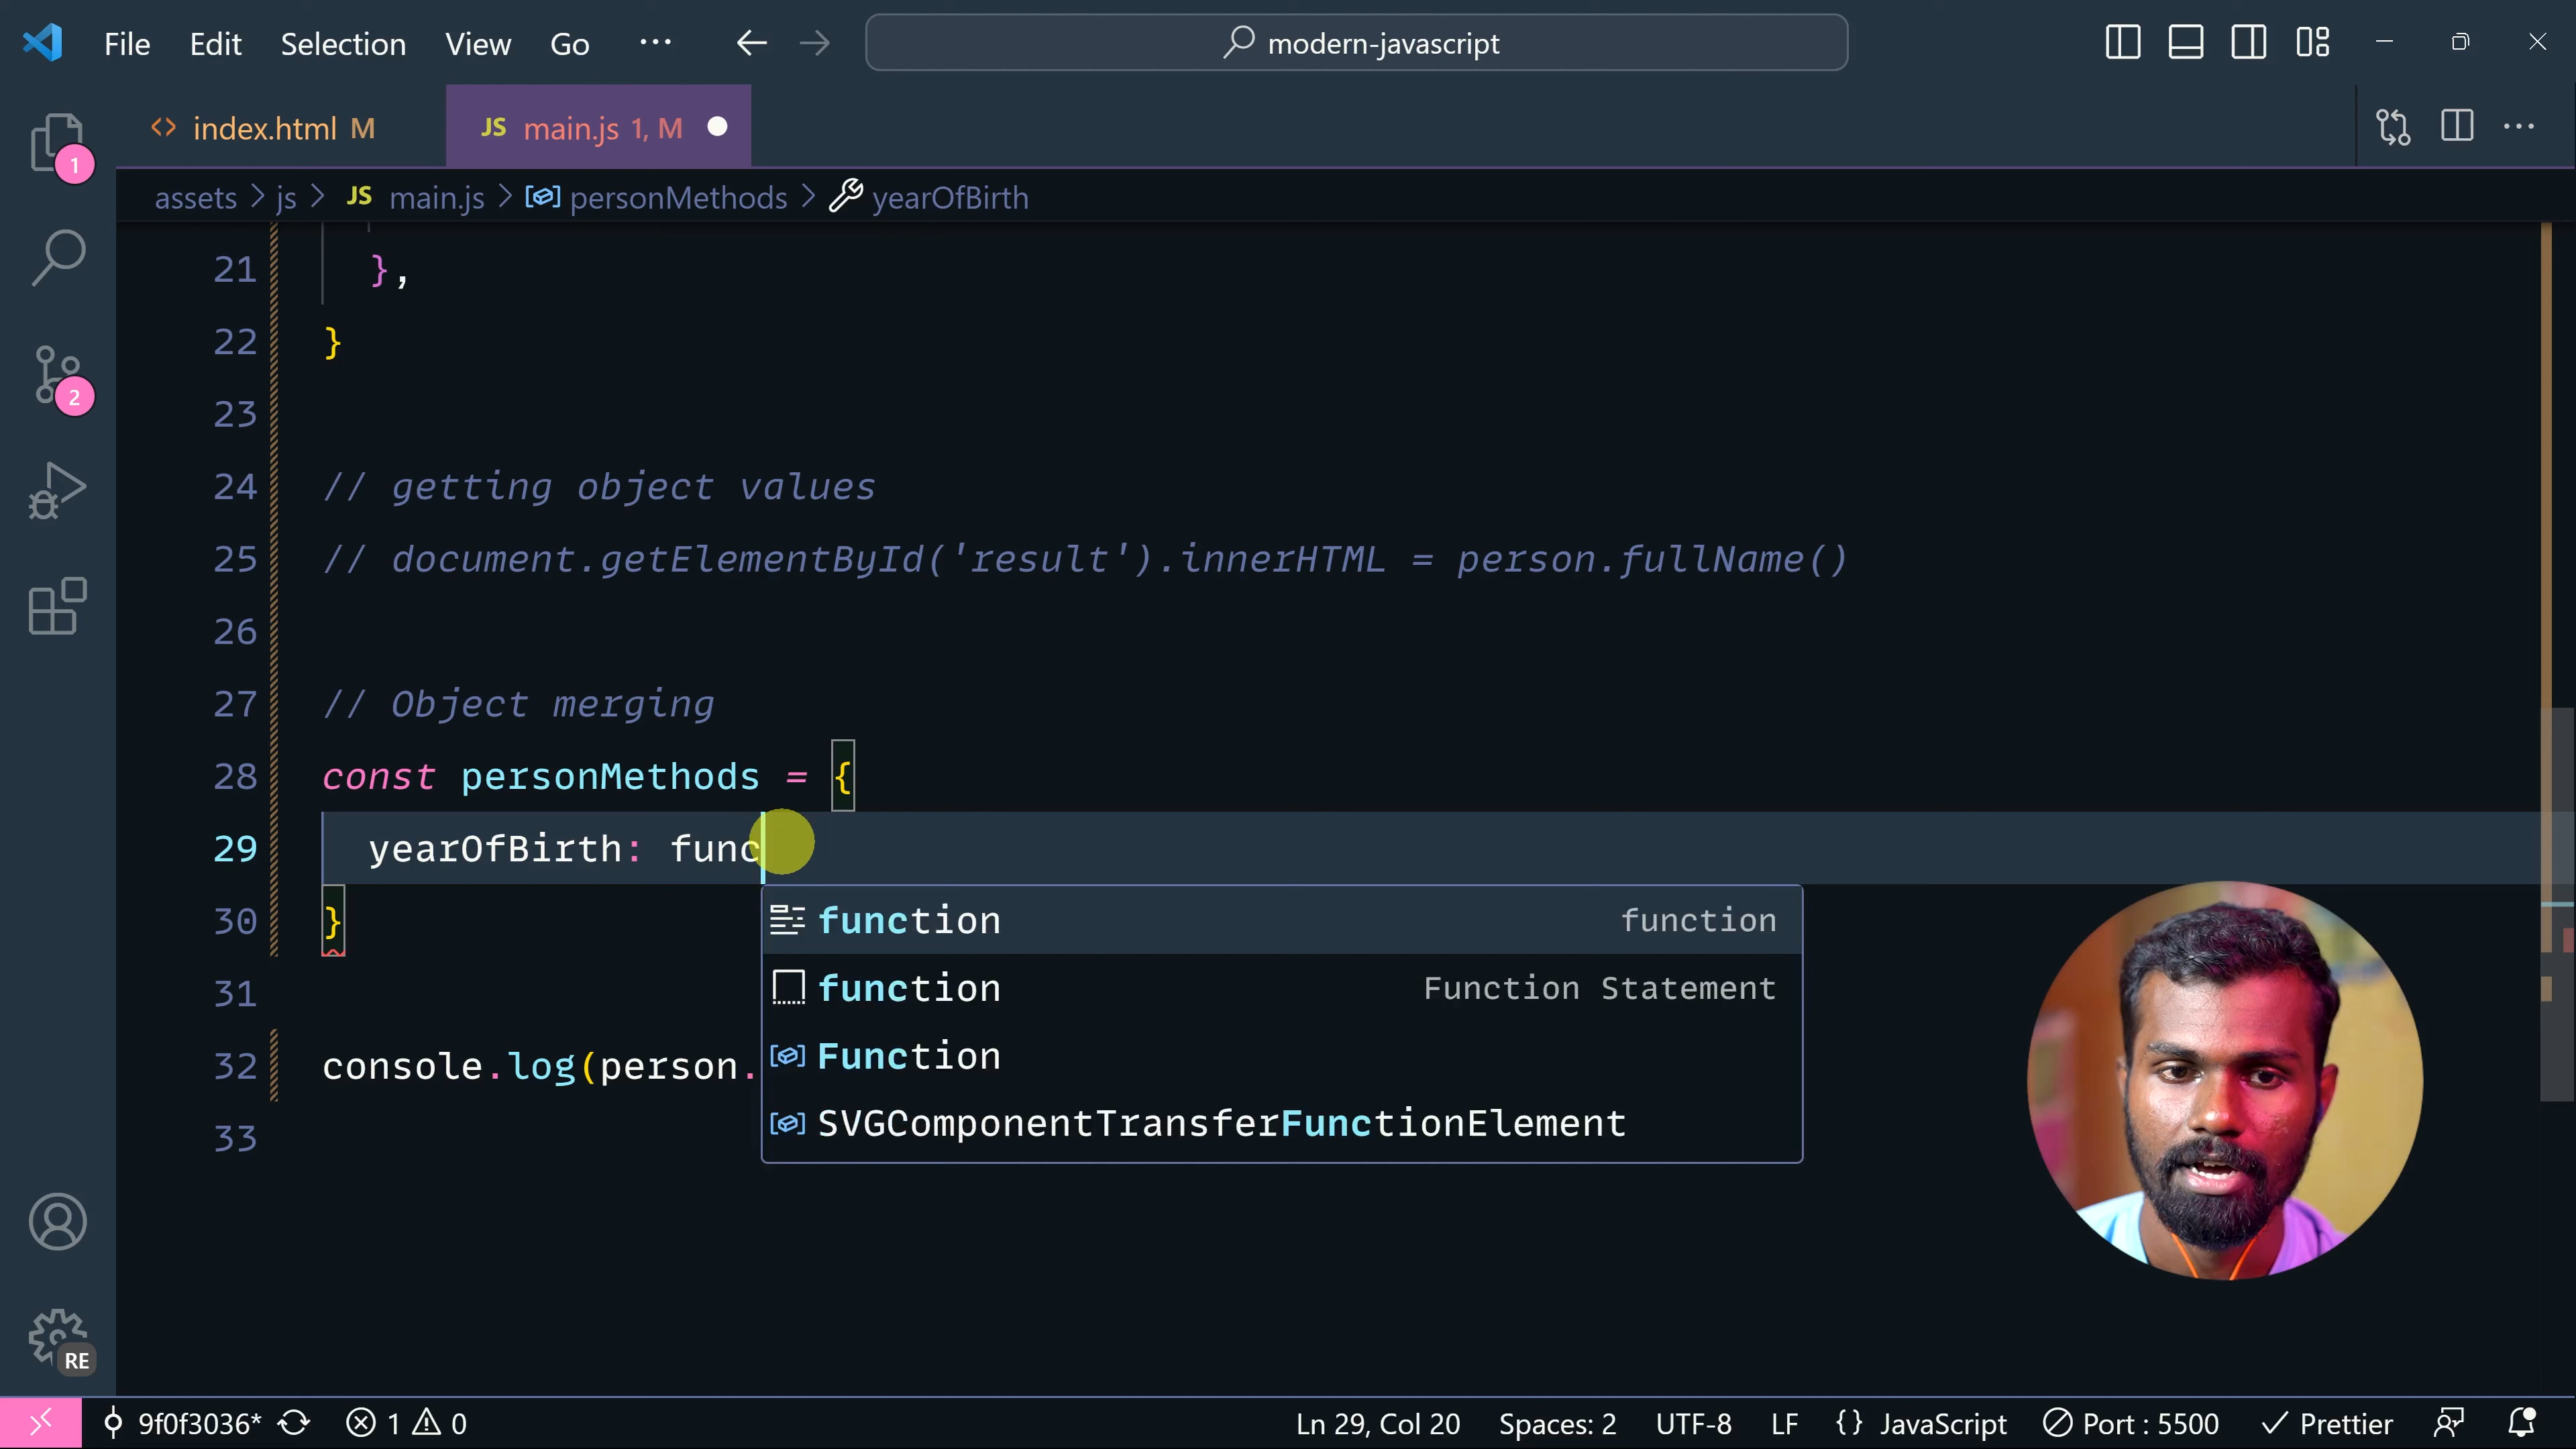 File Edit Selection View Go ··· modern-javascript
index.html M JS main.js 1, M
assets > js > JS main.js > personMethods > yearOfBirth
1
2
21 },
22 }
23
24 // getting object values
25 // document.getElementById('result').innerHTML = person.fullName()
26
27 // Object merging
28 const personMethods = {
29 yearOfBirth: func
30 }
31
32 console.log(person.
33
function function
function Function Statement
Function
SVGComponentTransferFunctionElement
RE
9f0f3036* 1 0 Ln 29, Col 20 Spaces: 2 UTF-8 LF {} JavaScript Port : 5500 Prettier